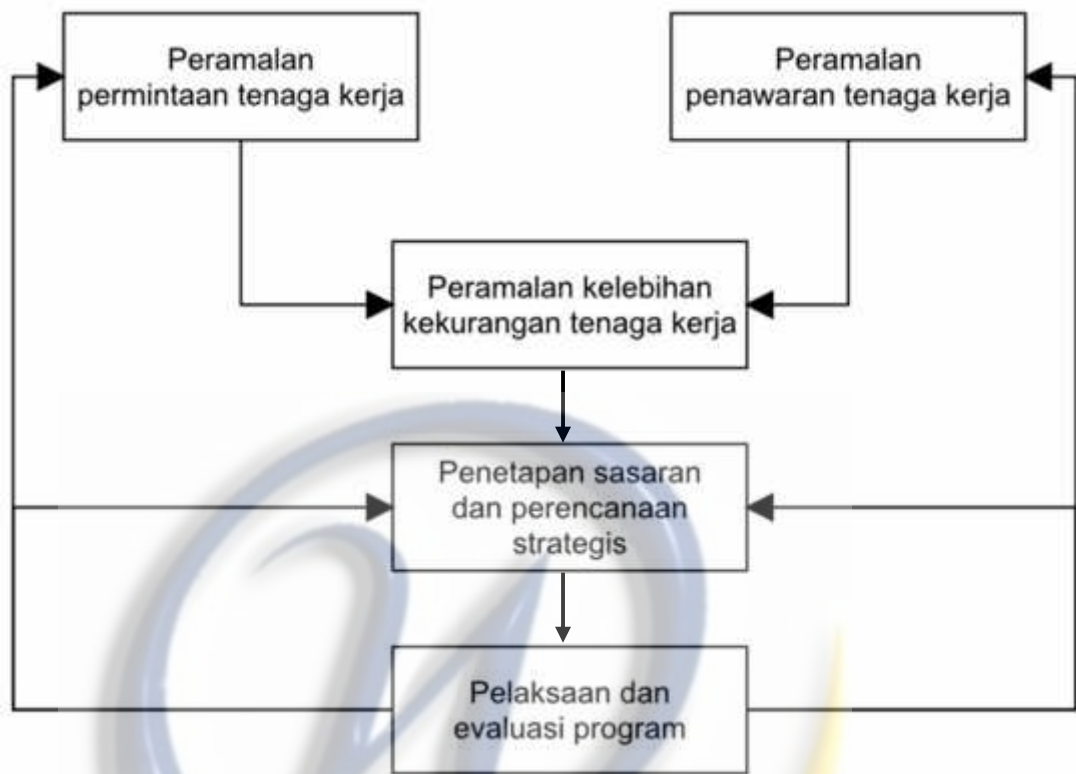 Peramalan
permintaan tenaga kerja
Peramalan
penawaran tenaga kerja
Peramalan kelebihan
kekurangan tenaga kerja
Penetapan sasaran
dan perencanaan
strategis
Pelaksaan dan
evaluasi program